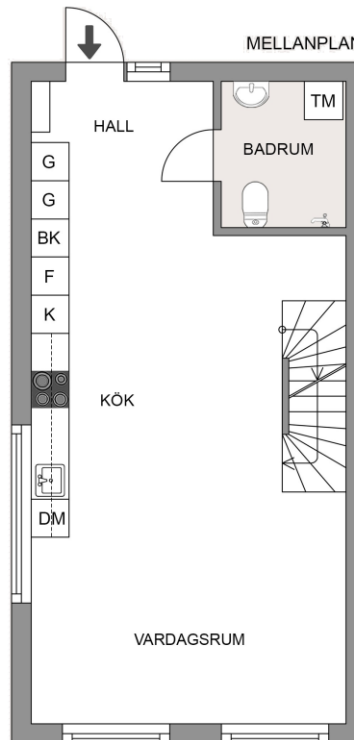 MELLANPLAN
HALL
TM
BADRUM
G
G
BK
F
K
KÖK
DM
VARDAGSRUM